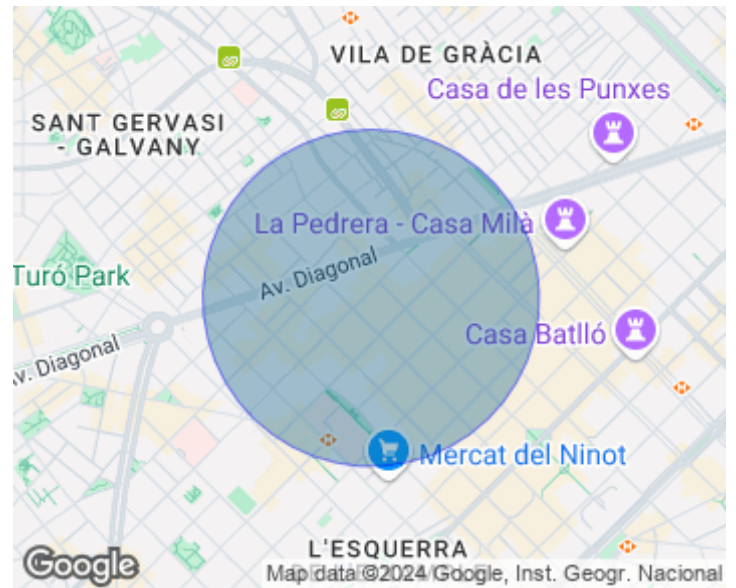 VILA DE GRÀCIA
Casa de les Punxes
SANT GERVASI
- GALVANY
La Pedrera - Casa Milà
Av. Diagonal
Turó Park
Casa Batlló
Av. Diagonal
Mercat del Ninot
L'ESQUERRA
Google
Map data ©2024 Google, Inst. Geogr. Nacional